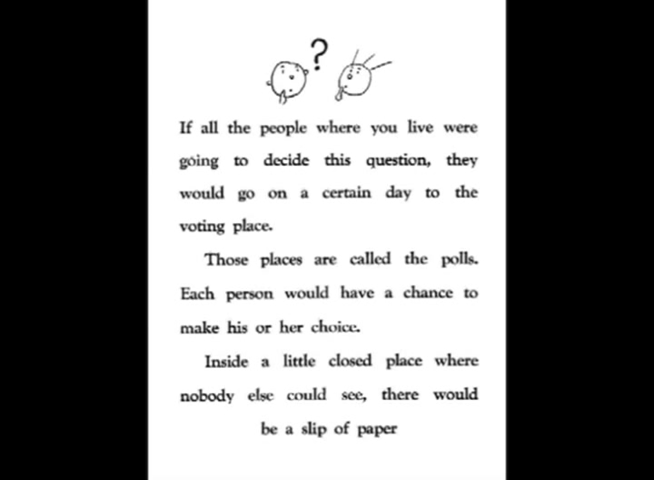 ?
If all the people where you live were
going to decide this question, they
would go on a certain day to the
voting place.
Those places are called the polls.
Each person would have a chance to
make his or her choice.
Inside a little closed place where
nobody else could see, there would
be a slip of paper